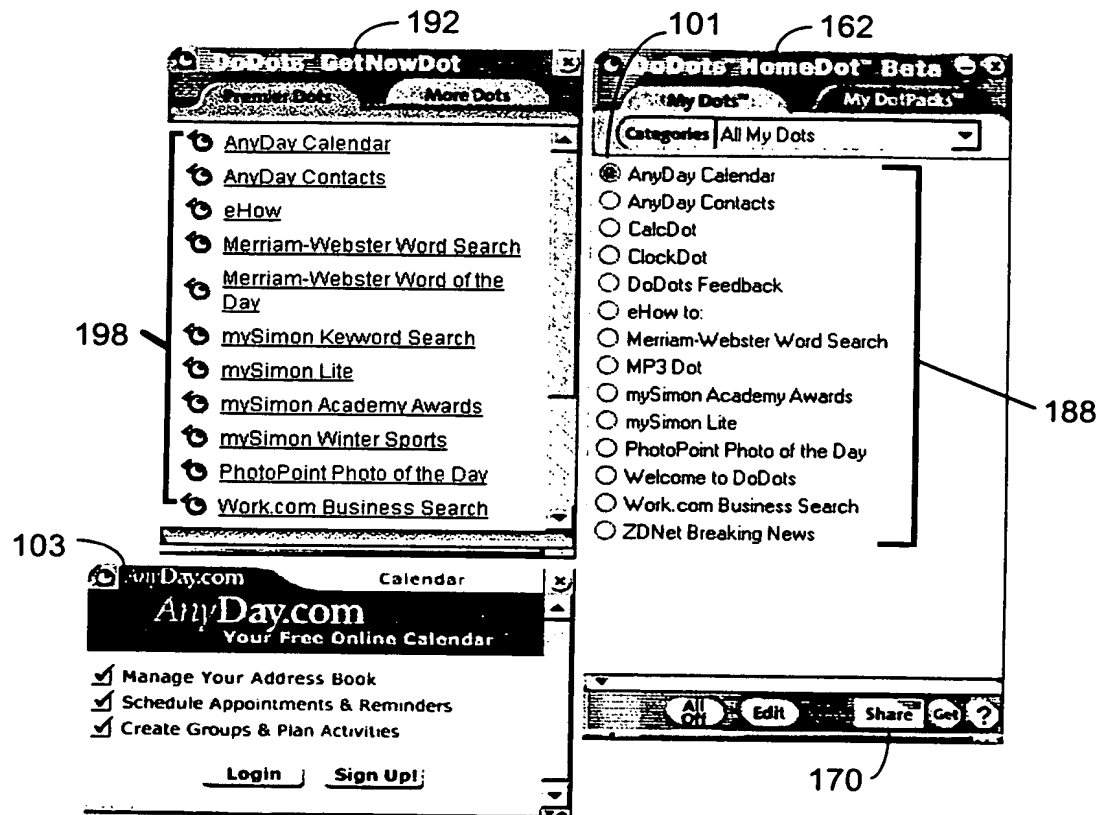 192
DoDots GetNewDot
Premier Dots
More Dots
AnyDay Calendar
AnyDay Contacts
eHow
Merriam-Webster Word Search
Merriam-Webster Word of the
Day
mySimon Keyword Search
mySimon Lite
mySimon Academy Awards
mySimon Winter Sports
PhotoPoint Photo of the Day
Work.com Business Search
198
101
162
DoDots™ HomeDot™ Beta
My Dots™
My DotPacks™
Categories All My Dots
AnyDay Calendar
AnyDay Contacts
CalcDot
ClockDot
DoDots Feedback
eHow to:
Merriam-Webster Word Search
MP3 Dot
mySimon Academy Awards
mySimon Lite
PhotoPoint Photo of the Day
Welcome to DoDots
Work.com Business Search
ZDNet Breaking News
188
All Off
Edit
Share™
Get
?
170
103
AnyDay.com
Calendar
AnyDay.com
Your Free Online Calendar
Manage Your Address Book
Schedule Appointments & Reminders
Create Groups & Plan Activities
Login
Sign Up!